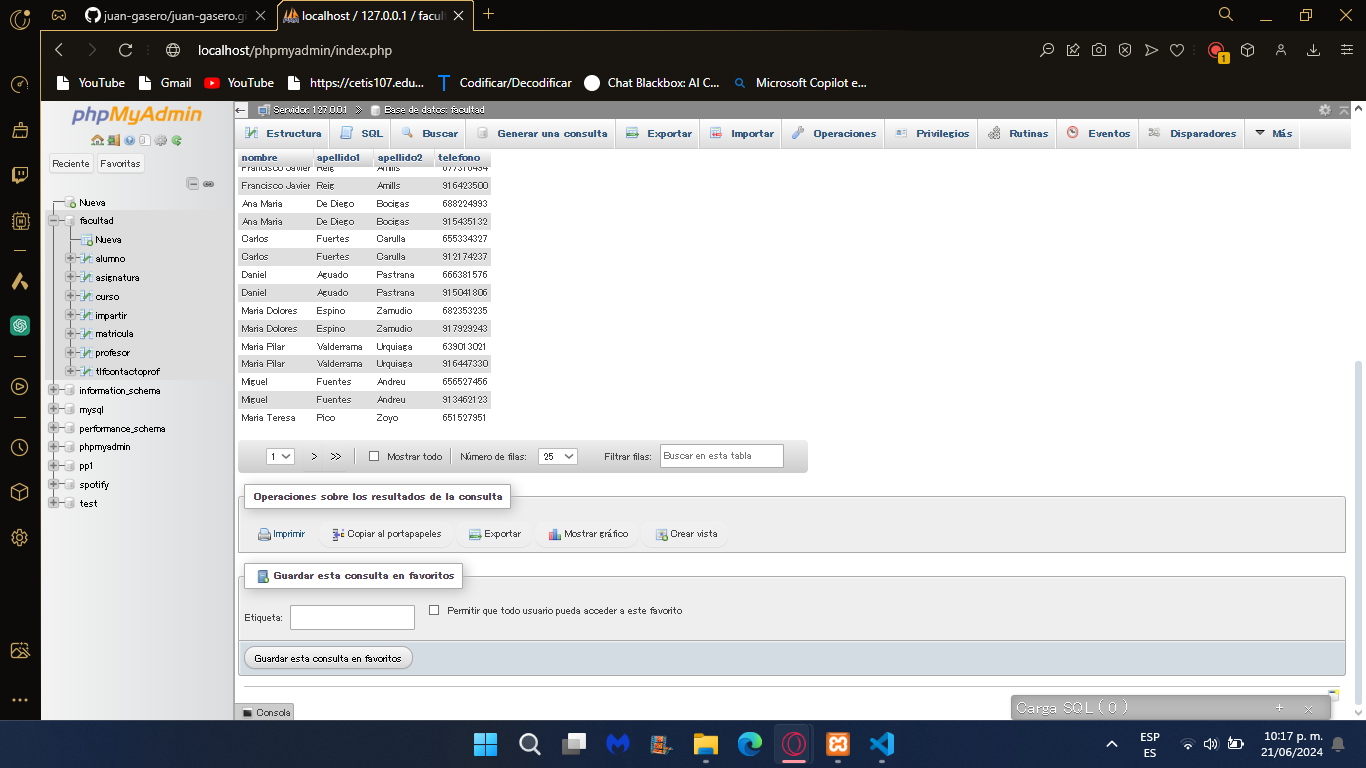 juan-gasero/juan-gasero.gi
localhost / 127.0.0.1 / facul
localhost/phpmyadmin/index.php
1
YouTube
Gmail
YouTube
https://cetis107.edu...
Codificar/Decodificar
Chat Blackbox: AI C...
Microsoft Copilot e...
phpMyAdmin
Reciente Favoritas
Nueva
facultad
Nueva
alumno
asignatura
curso
impartir
matricula
profesor
tlfcontactoprof
information_schema
mysql
performance_schema
phpmyadmin
pp1
spotify
test
Servidor: 127.0.0.1 » Base de datos: facultad
Estructura SQL Buscar Generar una consulta Exportar Importar Operaciones Privilegios Rutinas Eventos Disparadores Más
nombre apellido1 apellido2 telefono
Francisco Javier Reig Amills 677310494
Francisco Javier Reig Amills 916423500
Ana Maria De Diego Bocigas 688224993
Ana Maria De Diego Bocigas 915435132
Carlos Fuertes Carulla 655334327
Carlos Fuertes Carulla 912174237
Daniel Aguado Pastrana 666381576
Daniel Aguado Pastrana 915041806
Maria Dolores Espino Zamudio 682353235
Maria Dolores Espino Zamudio 917929243
Maria Pilar Valderrama Urquiaga 639013021
Maria Pilar Valderrama Urquiaga 916447330
Miguel Fuentes Andreu 656527456
Miguel Fuentes Andreu 913462123
Maria Teresa Pico Zoyo 651527951
1 > >> Mostrar todo Número de filas: 25 Filtrar filas: Buscar en esta tabla
Operaciones sobre los resultados de la consulta
Imprimir Copiar al portapapeles Exportar Mostrar gráfico Crear vista
Guardar esta consulta en favoritos
Etiqueta: Permitir que todo usuario pueda acceder a este favorito
Guardar esta consulta en favoritos
Consola
Carga SQL ( 0 )
ESP
ES
10:17 p. m.
21/06/2024